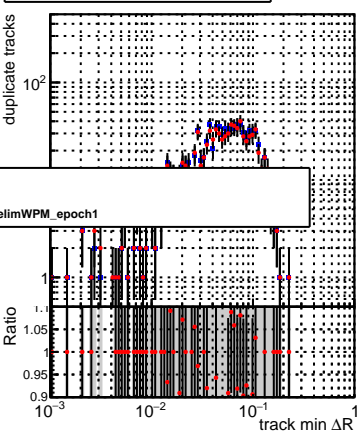 duplicate tracks
10²
elimWPM_epoch1
1
Ratio
1.1
1.05
1
0.95
0.9
10⁻³ 10⁻² 10⁻¹ 1
track min ΔR